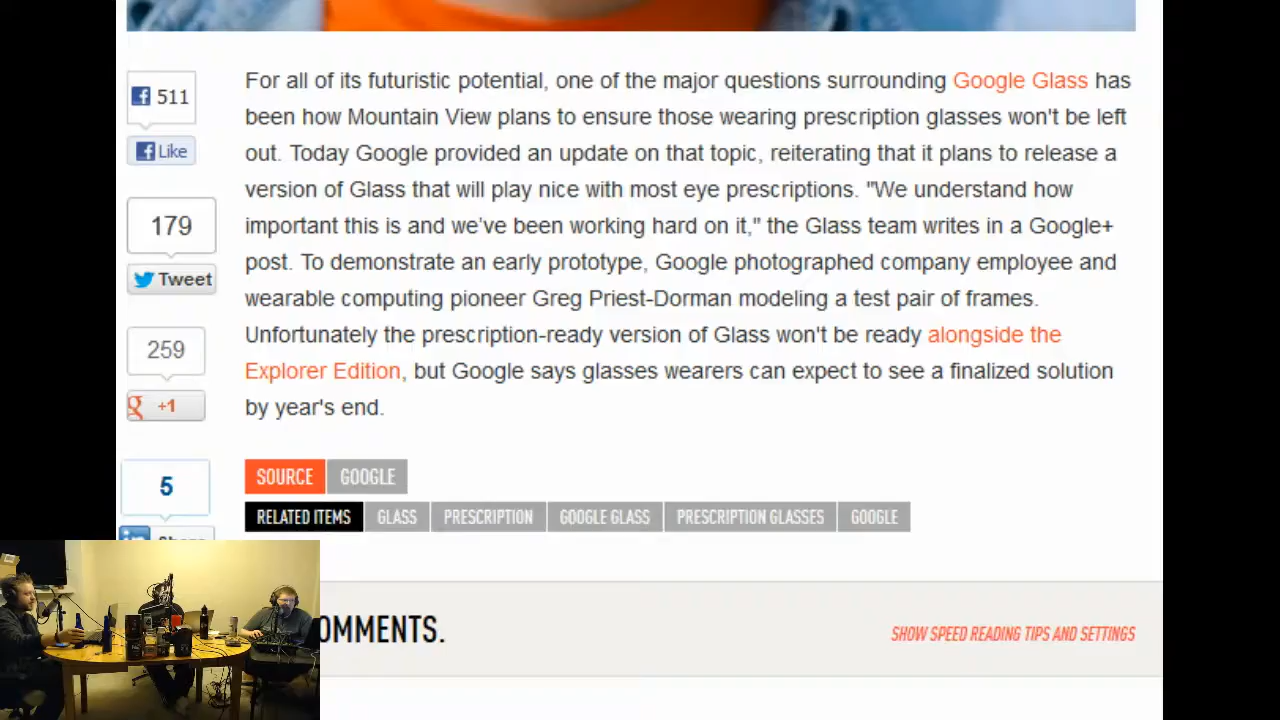 For all of its futuristic potential, one of the major questions surrounding Google Glass has
been how Mountain View plans to ensure those wearing prescription glasses won't be left
out. Today Google provided an update on that topic, reiterating that it plans to release a
version of Glass that will play nice with most eye prescriptions. "We understand how
important this is and we've been working hard on it," the Glass team writes in a Google+
post. To demonstrate an early prototype, Google photographed company employee and
wearable computing pioneer Greg Priest-Dorman modeling a test pair of frames.
Unfortunately the prescription-ready version of Glass won't be ready alongside the
Explorer Edition, but Google says glasses wearers can expect to see a finalized solution
by year's end.
511
Like
179
Tweet
259
+1
5
SOURCE GOOGLE
RELATED ITEMS GLASS PRESCRIPTION GOOGLE GLASS PRESCRIPTION GLASSES GOOGLE
OMMENTS.
SHOW SPEED READING TIPS AND SETTINGS